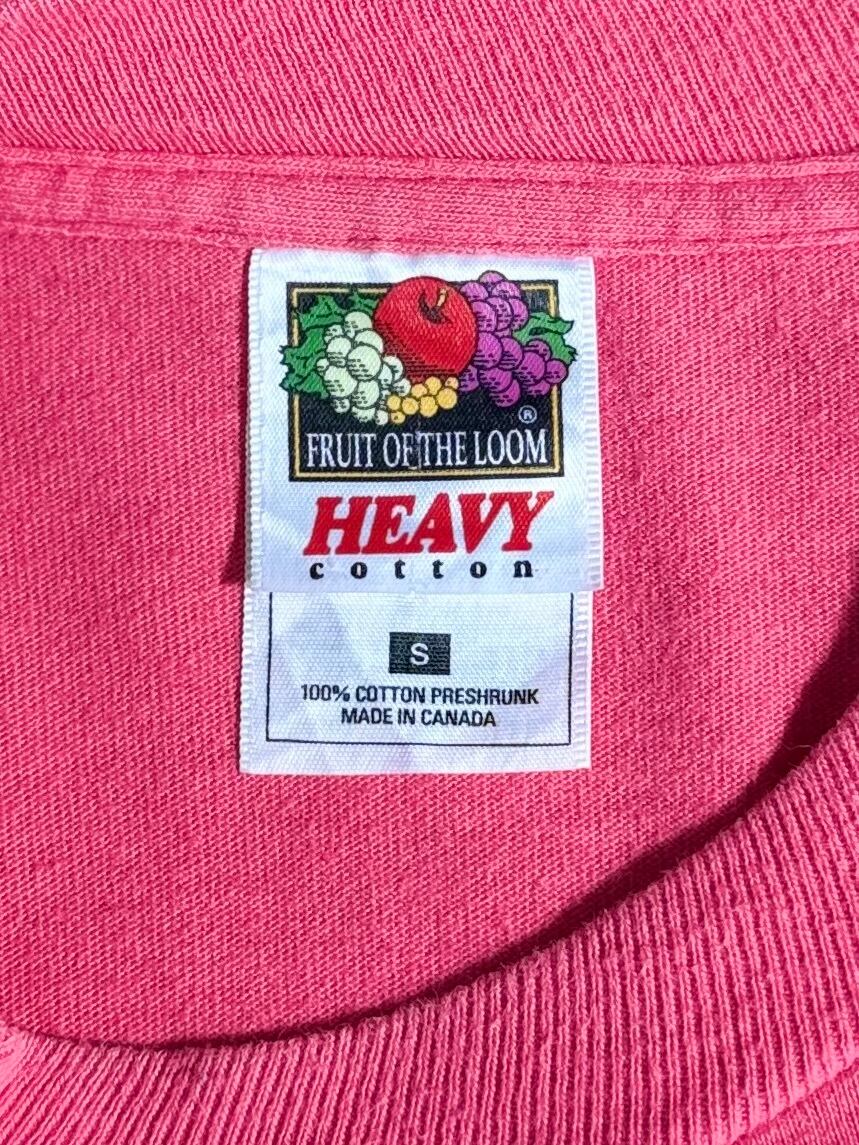 ®
FRUIT OF THE LOOM
HEAVY
cotton
S
100% COTTON PRESHRUNK
MADE IN CANADA